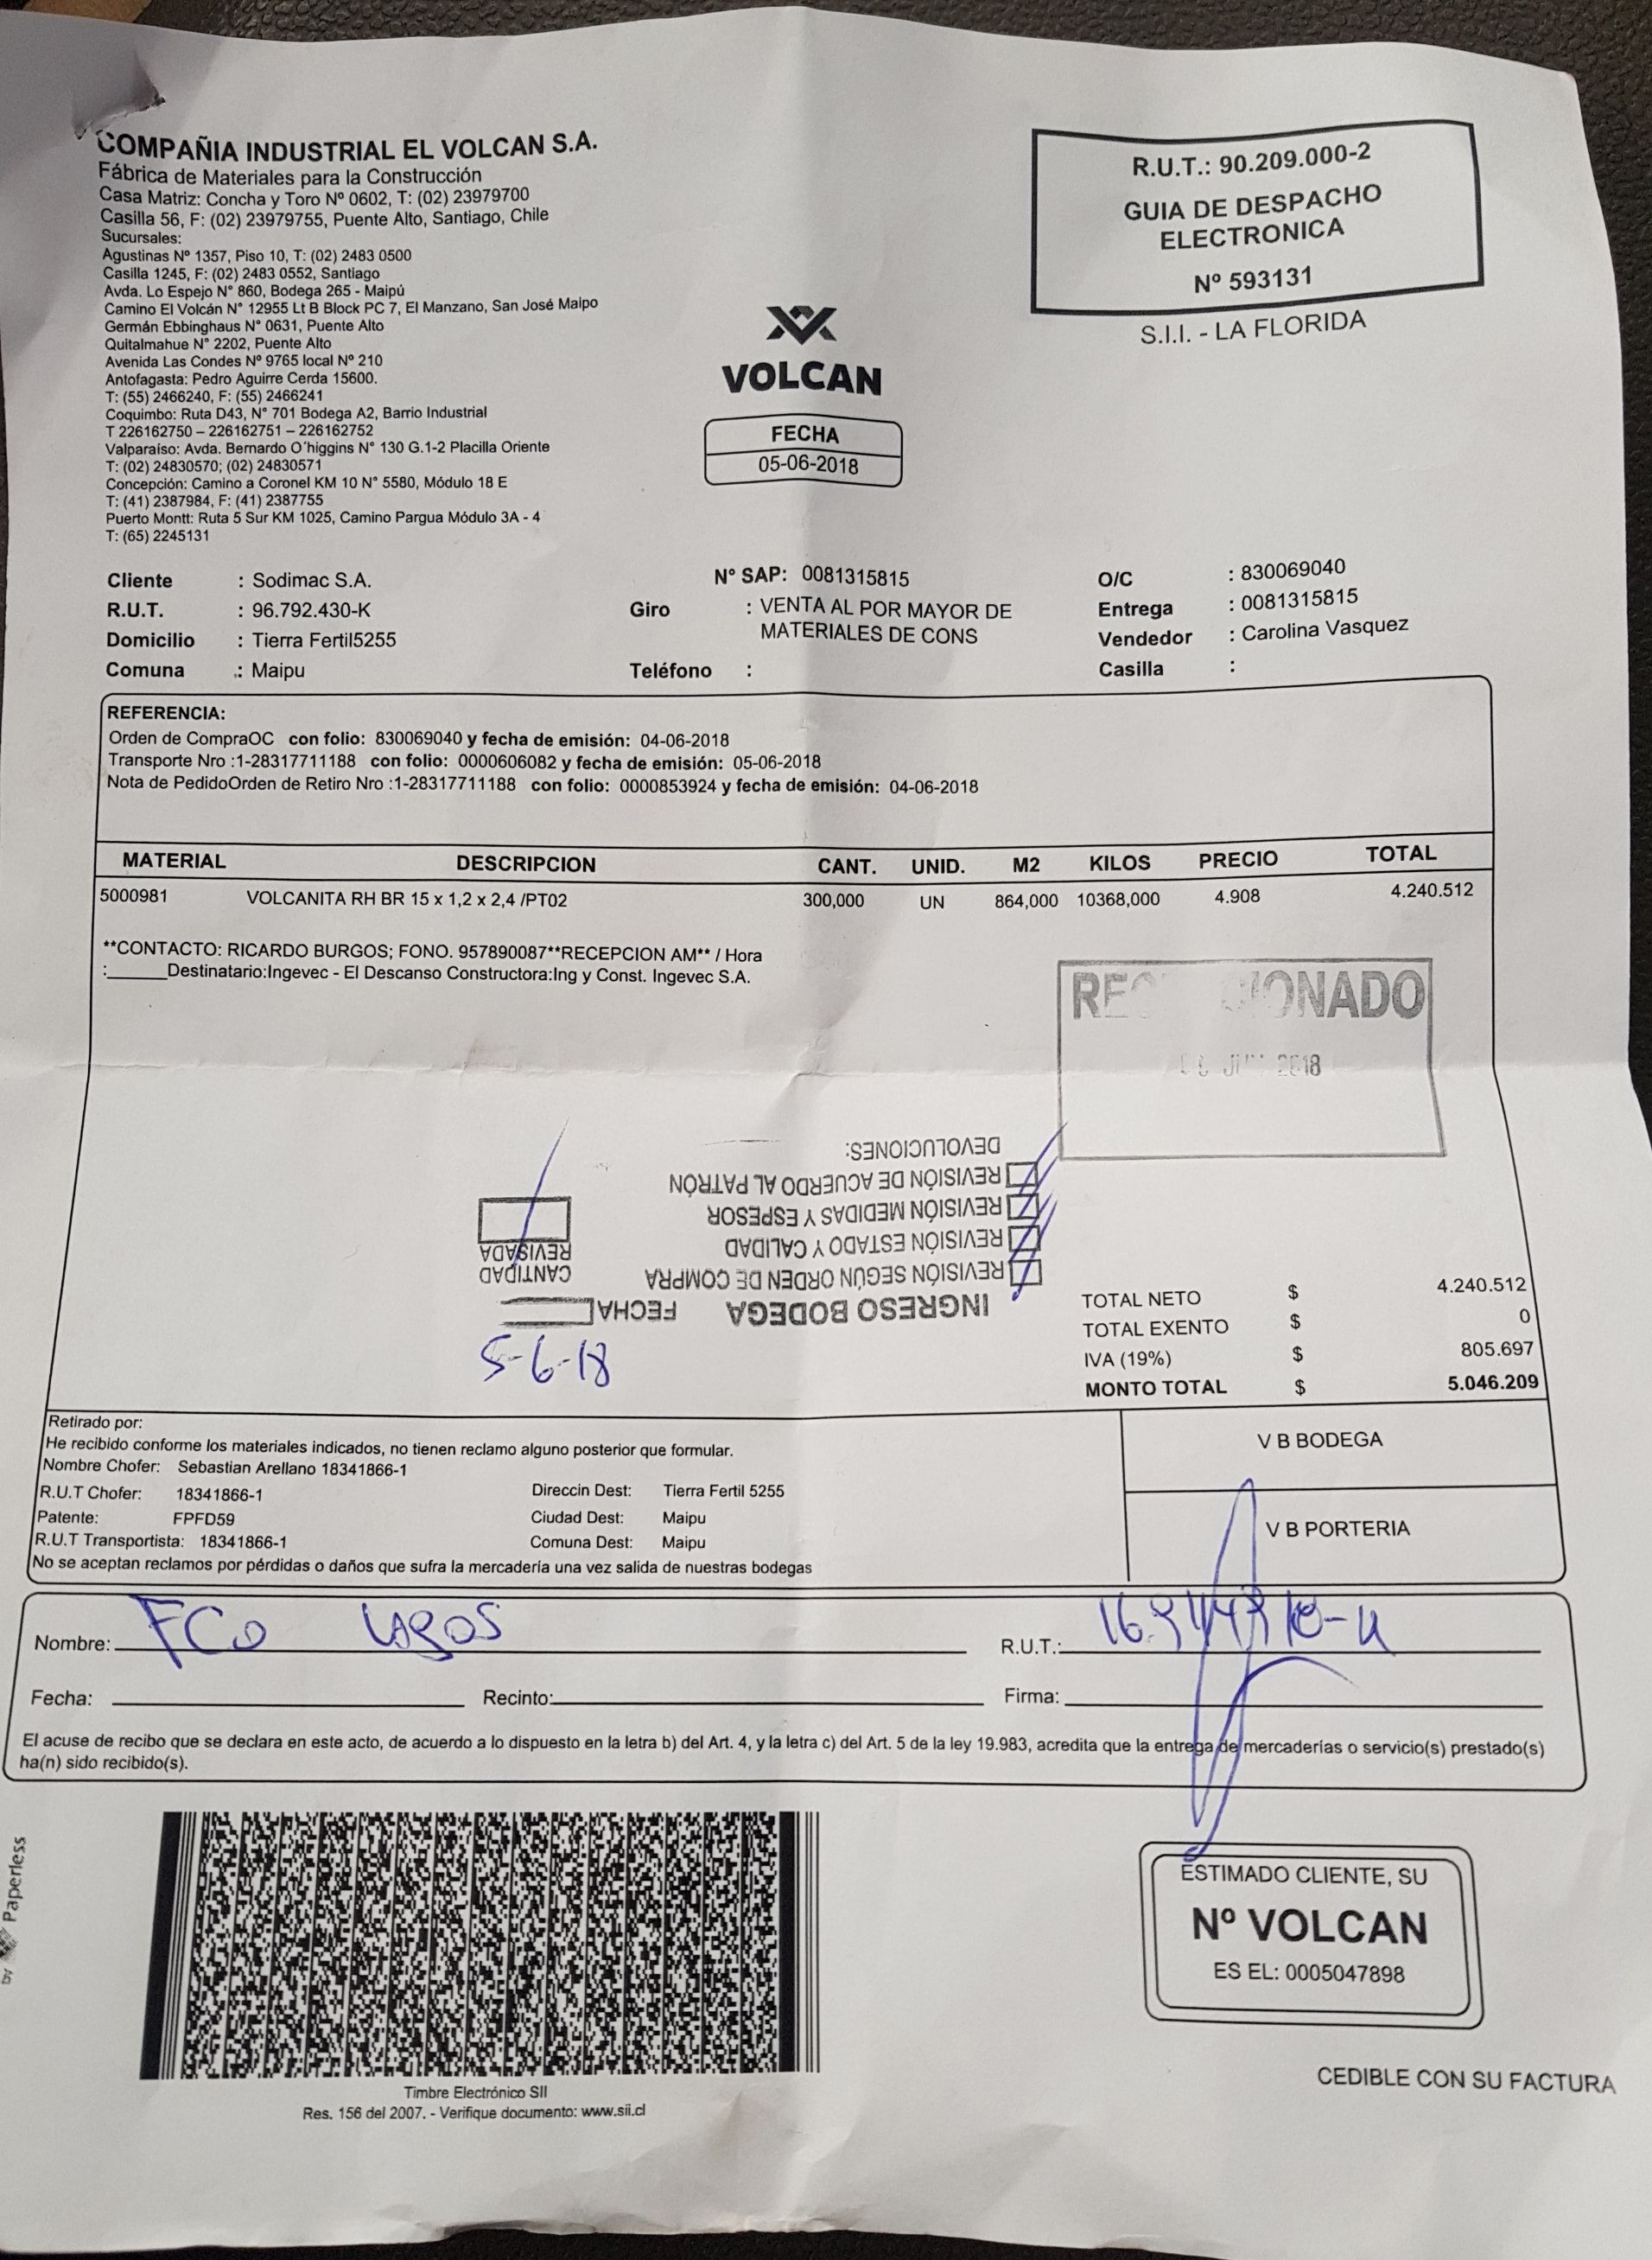 COMPAÑIA INDUSTRIAL EL VOLCAN S.A.
Fábrica de Materiales para la Construcción
Casa Matriz: Concha y Toro Nº 0602, T: (02) 23979700
Casilla 56, F: (02) 23979755, Puente Alto, Santiago, Chile
Sucursales:
Agustinas Nº 1357, Piso 10, T: (02) 2483 0500
Casilla 1245, F: (02) 2483 0552, Santiago
Avda. Lo Espejo N° 860, Bodega 265 - Maipú
Camino El Volcán N° 12955 Lt B Block PC 7, El Manzano, San José Maipo
Germán Ebbinghaus N° 0631, Puente Alto
Quitalmahue N° 2202, Puente Alto
Avenida Las Condes Nº 9765 local Nº 210
Antofagasta: Pedro Aguirre Cerda 15600.
T: (55) 2466240, F: (55) 2466241
Coquimbo: Ruta D43, N° 701 Bodega A2, Barrio Industrial
T 226162750 – 226162751 – 226162752
Valparaíso: Avda. Bernardo O´higgins N° 130 G.1-2 Placilla Oriente
T: (02) 24830570; (02) 24830571
Concepción: Camino a Coronel KM 10 N° 5580, Módulo 18 E
T: (41) 2387984, F: (41) 2387755
Puerto Montt: Ruta 5 Sur KM 1025, Camino Pargua Módulo 3A - 4
T: (65) 2245131
VOLCAN
FECHA
05-06-2018
R.U.T.: 90.209.000-2
GUIA DE DESPACHO
ELECTRONICA
Nº 593131
S.I.I. - LA FLORIDA
Cliente : Sodimac S.A. Nº SAP: 0081315815 O/C : 830069040
R.U.T. : 96.792.430-K Giro : VENTA AL POR MAYOR DE Entrega : 0081315815
Domicilio : Tierra Fertil5255 MATERIALES DE CONS Vendedor : Carolina Vasquez
Comuna .: Maipu Teléfono : Casilla :
REFERENCIA:
Orden de CompraOC con folio: 830069040 y fecha de emisión: 04-06-2018
Transporte Nro :1-28317711188 con folio: 0000606082 y fecha de emisión: 05-06-2018
Nota de PedidoOrden de Retiro Nro :1-28317711188 con folio: 0000853924 y fecha de emisión: 04-06-2018
MATERIAL DESCRIPCION CANT. UNID. M2 KILOS PRECIO TOTAL
5000981 VOLCANITA RH BR 15 x 1,2 x 2,4 /PT02 300,000 UN 864,000 10368,000 4.908 4.240.512
**CONTACTO: RICARDO BURGOS; FONO. 957890087**RECEPCION AM** / Hora
:______Destinatario:Ingevec - El Descanso Constructora:Ing y Const. Ingevec S.A.
2018
INGRESO BODEGA FECHA
5-6-18
REVISIÓN SEGÚN ORDEN DE COMPRA
REVISIÓN ESTADO Y CALIDAD
REVISIÓN MEDIDAS Y ESPESOR
REVISIÓN DE ACUERDO AL PATRÓN
DEVOLUCIONES:
CANTIDAD
REVISADA
TOTAL NETO $ 4.240.512
TOTAL EXENTO $ 0
IVA (19%) $ 805.697
MONTO TOTAL $ 5.046.209
Retirado por:
He recibido conforme los materiales indicados, no tienen reclamo alguno posterior que formular.
Nombre Chofer: Sebastian Arellano 18341866-1
R.U.T Chofer: 18341866-1 Direccin Dest: Tierra Fertil 5255
Patente: FPFD59 Ciudad Dest: Maipu
R.U.T Transportista: 18341866-1 Comuna Dest: Maipu
No se aceptan reclamos por pérdidas o daños que sufra la mercadería una vez salida de nuestras bodegas
V B BODEGA
V B PORTERIA
Nombre: FCO LAGOS R.U.T.:
Fecha: Recinto: Firma:
El acuse de recibo que se declara en este acto, de acuerdo a lo dispuesto en la letra b) del Art. 4, y la letra c) del Art. 5 de la ley 19.983, acredita que la entrega de mercaderías o servicio(s) prestado(s)
ha(n) sido recibido(s).
by Paperless
Timbre Electrónico SII
Res. 156 del 2007. - Verifique documento: www.sii.cl
ESTIMADO CLIENTE, SU
Nº VOLCAN
ES EL: 0005047898
CEDIBLE CON SU FACTURA